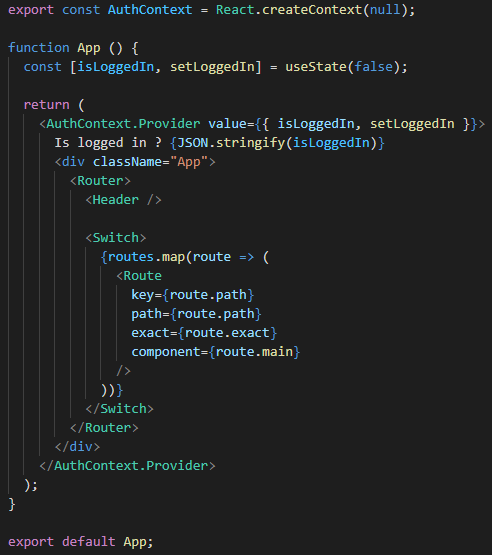 export const AuthContext = React.createContext(null);

function App () {
  const [isLoggedIn, setLoggedIn] = useState(false);

  return (
    <AuthContext.Provider value={{ isLoggedIn, setLoggedIn }}>
      Is logged in ? {JSON.stringify(isLoggedIn)}
      <div className="App">
        <Router>
          <Header />

          <Switch>
            {routes.map(route => (
              <Route
                key={route.path}
                path={route.path}
                exact={route.exact}
                component={route.main}
              />
            ))}
          </Switch>
        </Router>
      </div>
    </AuthContext.Provider>
  );
}

export default App;